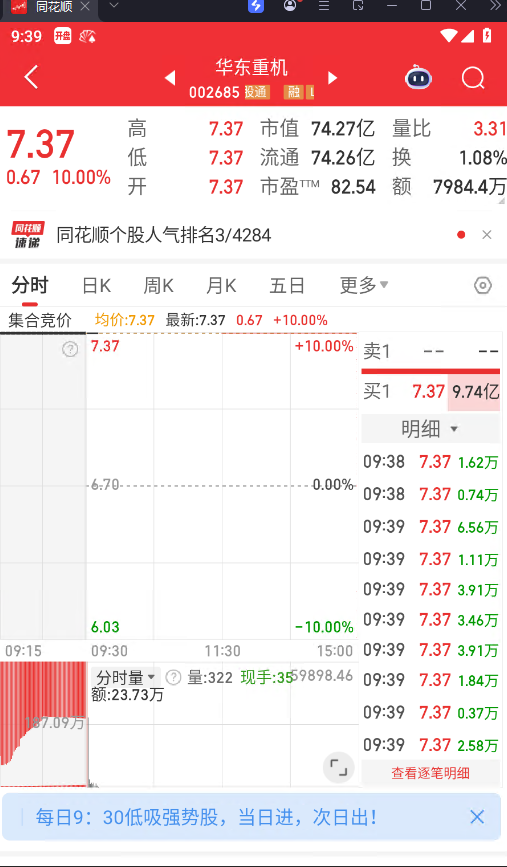 同花顺
9:39 开盘
华东重机
002685 股通 融
7.37
0.67 10.00%
高 7.37 市值 74.27亿 量比 3.31
低 7.37 流通 74.26亿 换 1.08%
开 7.37 市盈TTM 82.54 额 7984.4万
同花顺 速递 同花顺个股人气排名3/4284
分时 日K 周K 月K 五日 更多
集合竞价 均价:7.37 最新:7.37 0.67 +10.00%
7.37 +10.00%
6.70 0.00%
6.03 -10.00%
09:15 09:30 11:30 15:00
分时量 量:322 现手:35 59898.46
额:23.73万
卖1 -- --
买1 7.37 9.74亿
明细
09:38 7.37 1.62万
09:38 7.37 0.74万
09:39 7.37 6.56万
09:39 7.37 1.11万
09:39 7.37 3.91万
09:39 7.37 3.46万
09:39 7.37 3.91万
09:39 7.37 1.84万
09:39 7.37 0.37万
09:39 7.37 2.58万
查看逐笔明细
每日9：30低吸强势股，当日进，次日出！